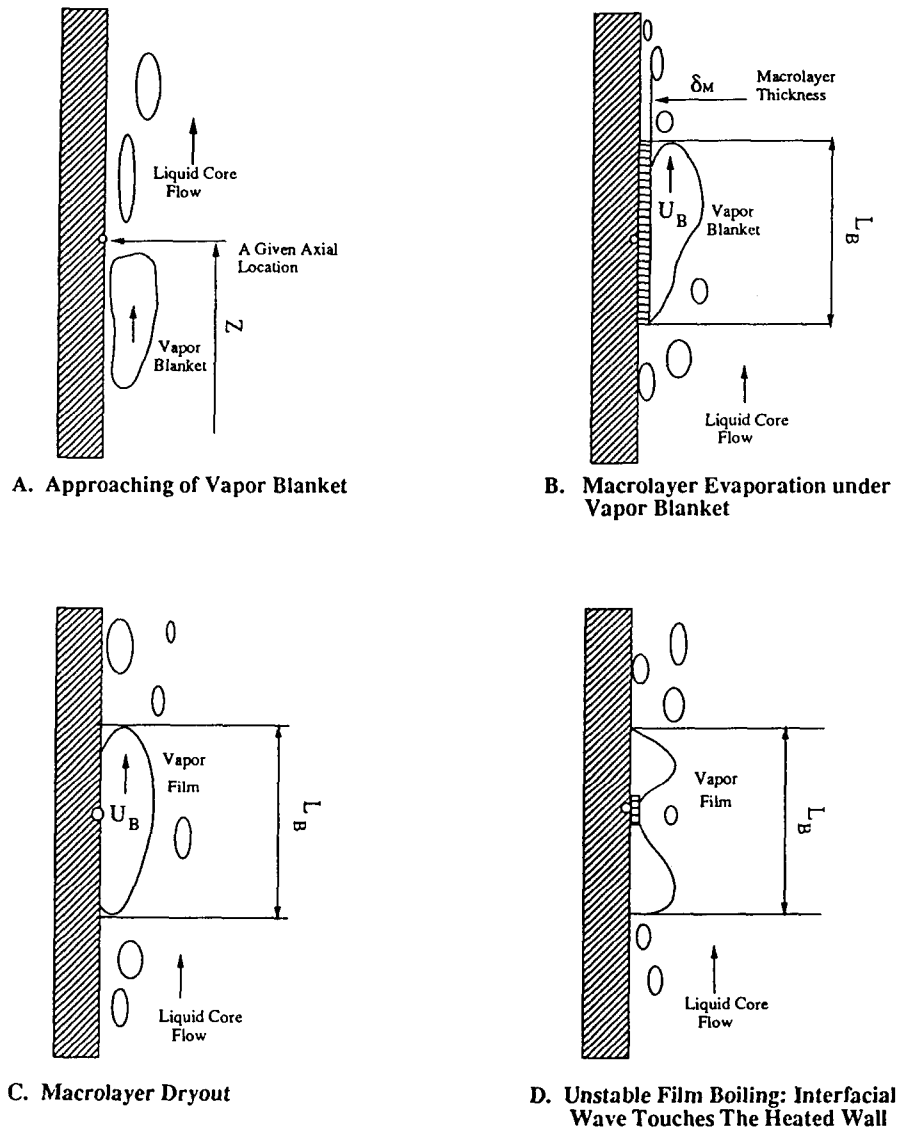 Liquid Core
Flow
A Given Axial
Location
Z
Vapor
Blanket
A. Approaching of Vapor Blanket
δM
Macrolayer
Thickness
UB
Vapor
Blanket
LB
Liquid Core
Flow
B. Macrolayer Evaporation under
Vapor Blanket
Vapor
Film
UB
LB
Liquid Core
Flow
C. Macrolayer Dryout
Vapor
Film
LB
Liquid Core
Flow
D. Unstable Film Boiling: Interfacial
Wave Touches The Heated Wall